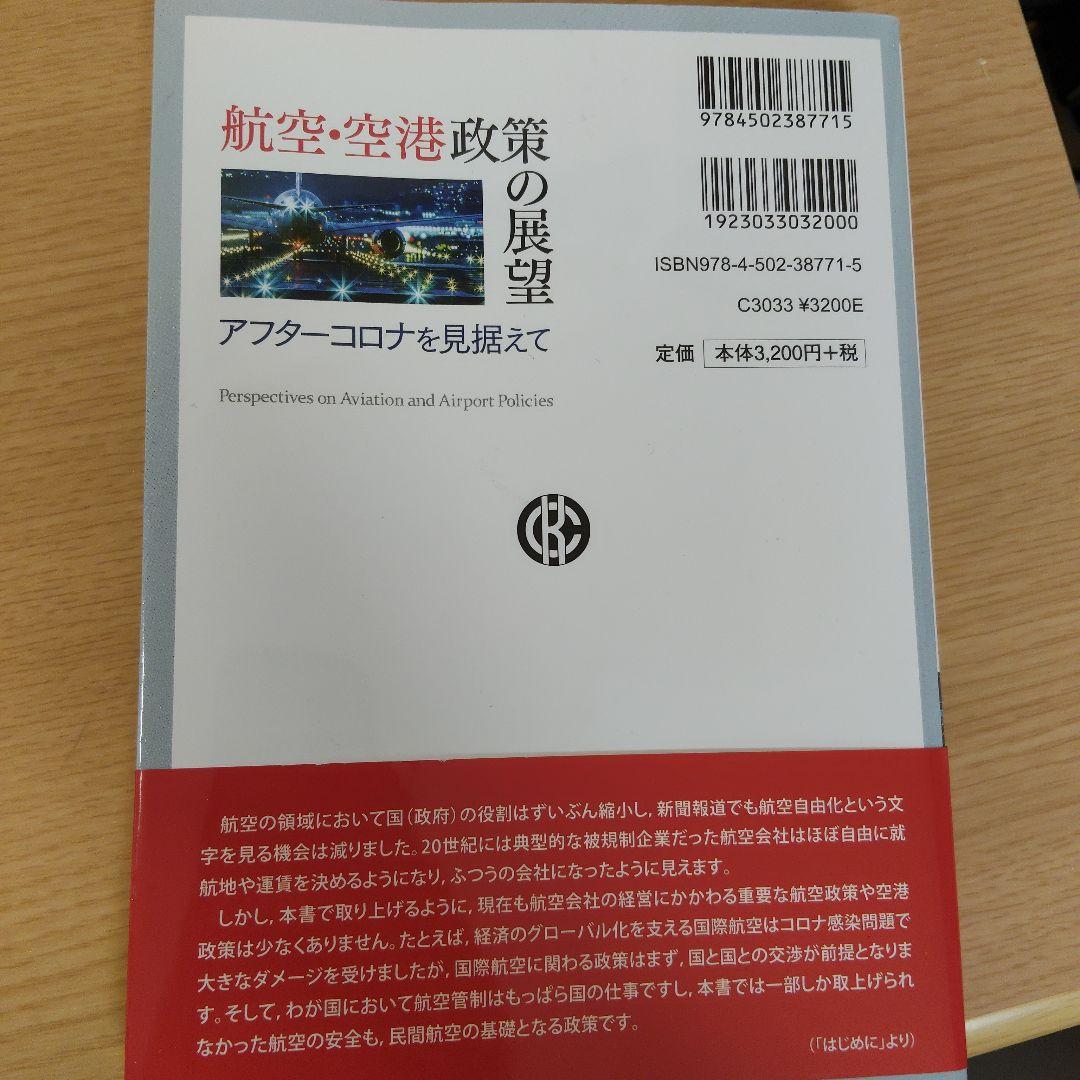 航空・空港政策の展望
アフターコロナを見据えて
Perspectives on Aviation and Airport Policies
9784502387715
1923033032000
ISBN978-4-502-38771-5
C3033 ¥3200E
定価 本体3,200円+税
CKC
航空の領域において国(政府)の役割はずいぶん縮小し,新聞報道でも航空自由化という文
字を見る機会は減りました。20世紀には典型的な被規制企業だった航空会社はほぼ自由に就
航地や運賃を決めるようになり,ふつうの会社になったように見えます。
しかし,本書で取り上げるように,現在も航空会社の経営にかかわる重要な航空政策や空港
政策は少なくありません。たとえば,経済のグローバル化を支える国際航空はコロナ感染問題で
大きなダメージを受けましたが,国際航空に関わる政策はまず,国と国との交渉が前提となりま
す。そして,わが国において航空管制はもっぱら国の仕事ですし,本書では一部しか取上げられ
なかった航空の安全も,民間航空の基礎となる政策です。
(「はじめに」より)